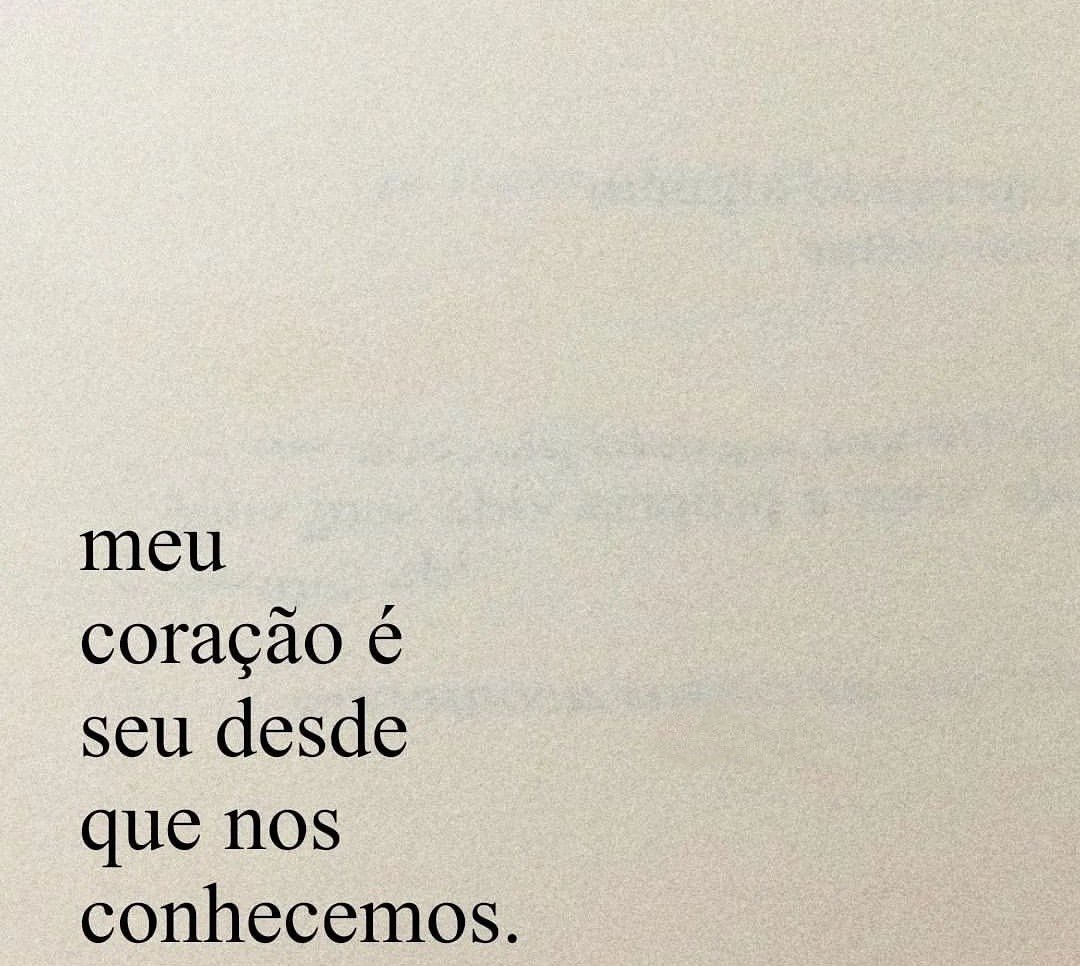 meu
coração é
seu desde
que nos
conhecemos.